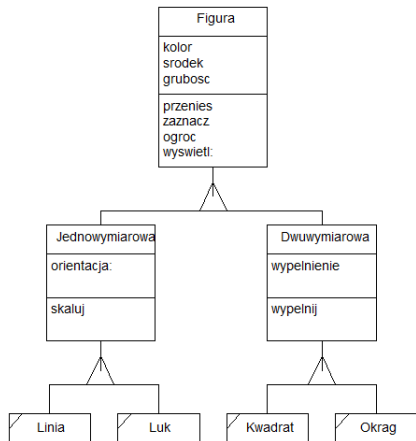 Figura
kolor
srodek
grubosc
przenies
zaznacz
ogroc
wyswietl:
Jednowymiarowa
orientacja:
skaluj
Dwuwymiarowa
wypelnienie
wypelnij
Linia
Luk
Kwadrat
Okrag